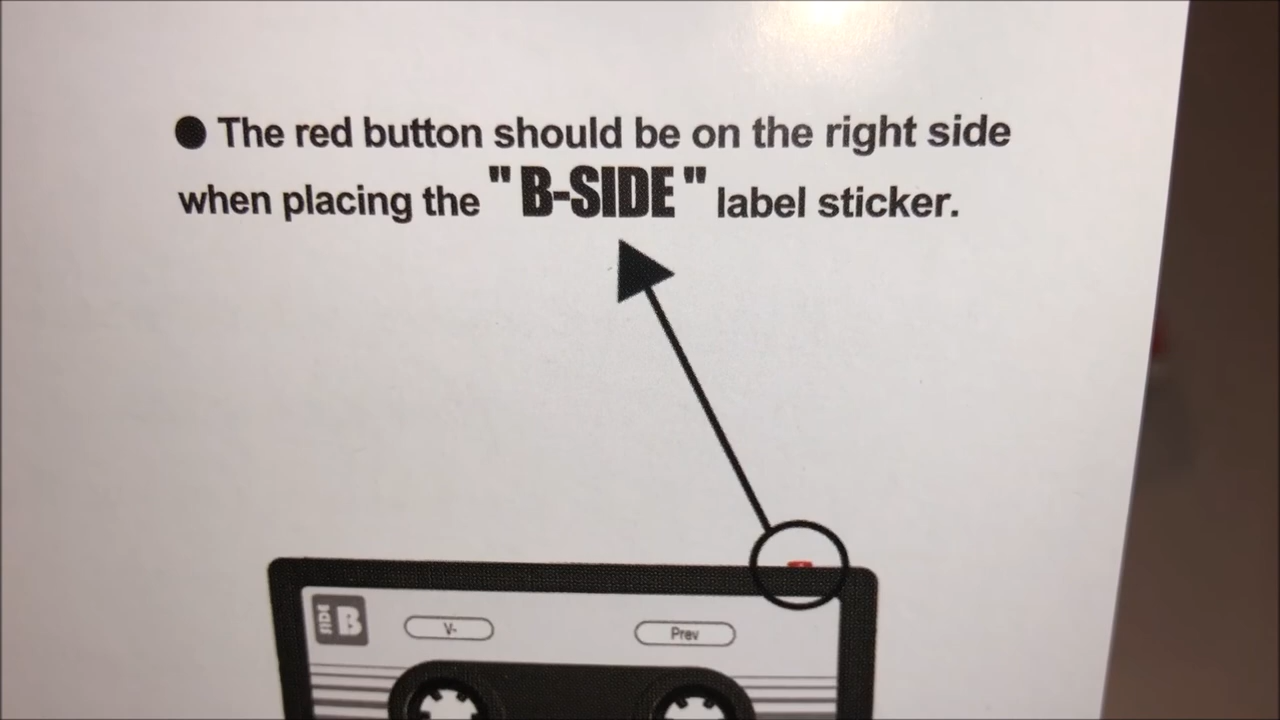 ● The red button should be on the right side
when placing the "B-SIDE" label sticker.
SIDE B
V-
Prev